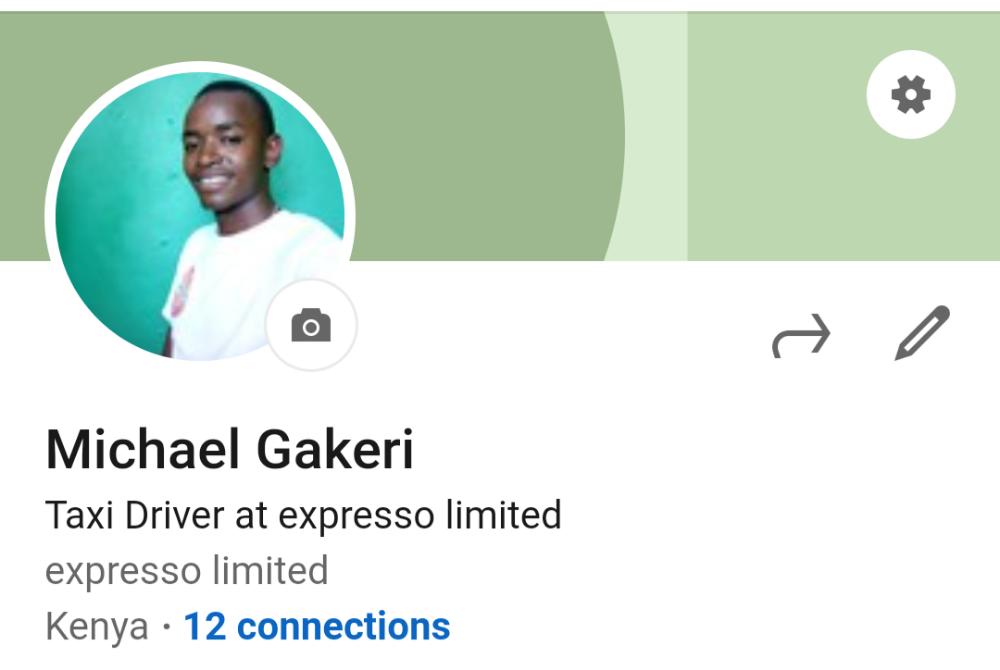 Michael Gakeri
Taxi Driver at expresso limited
expresso limited
Kenya · 12 connections